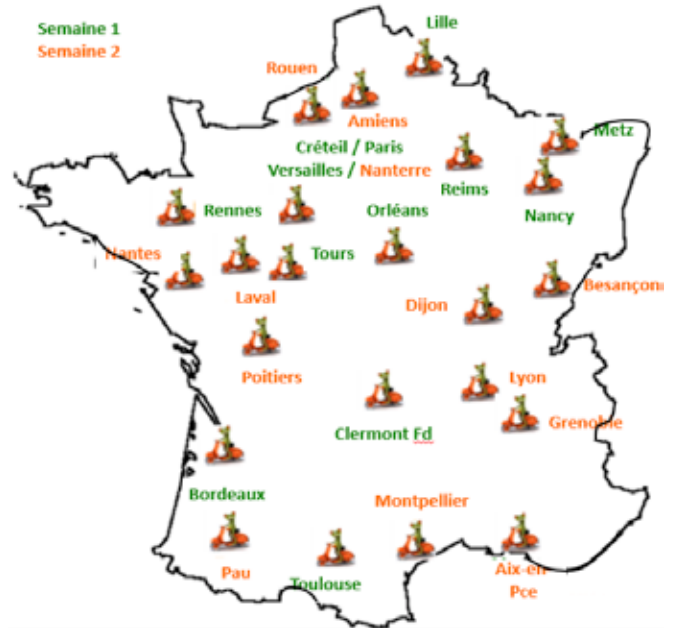 Semaine 1
Semaine 2
Lille
Rouen
Amiens
Metz
Créteil / Paris
Versailles / Nanterre
Reims
Nancy
Rennes
Orléans
Nantes
Tours
Laval
Besançon
Dijon
Poitiers
Lyon
Grenoble
Clermont Fd
Bordeaux
Montpellier
Pau
Toulouse
Aix-en
Pce